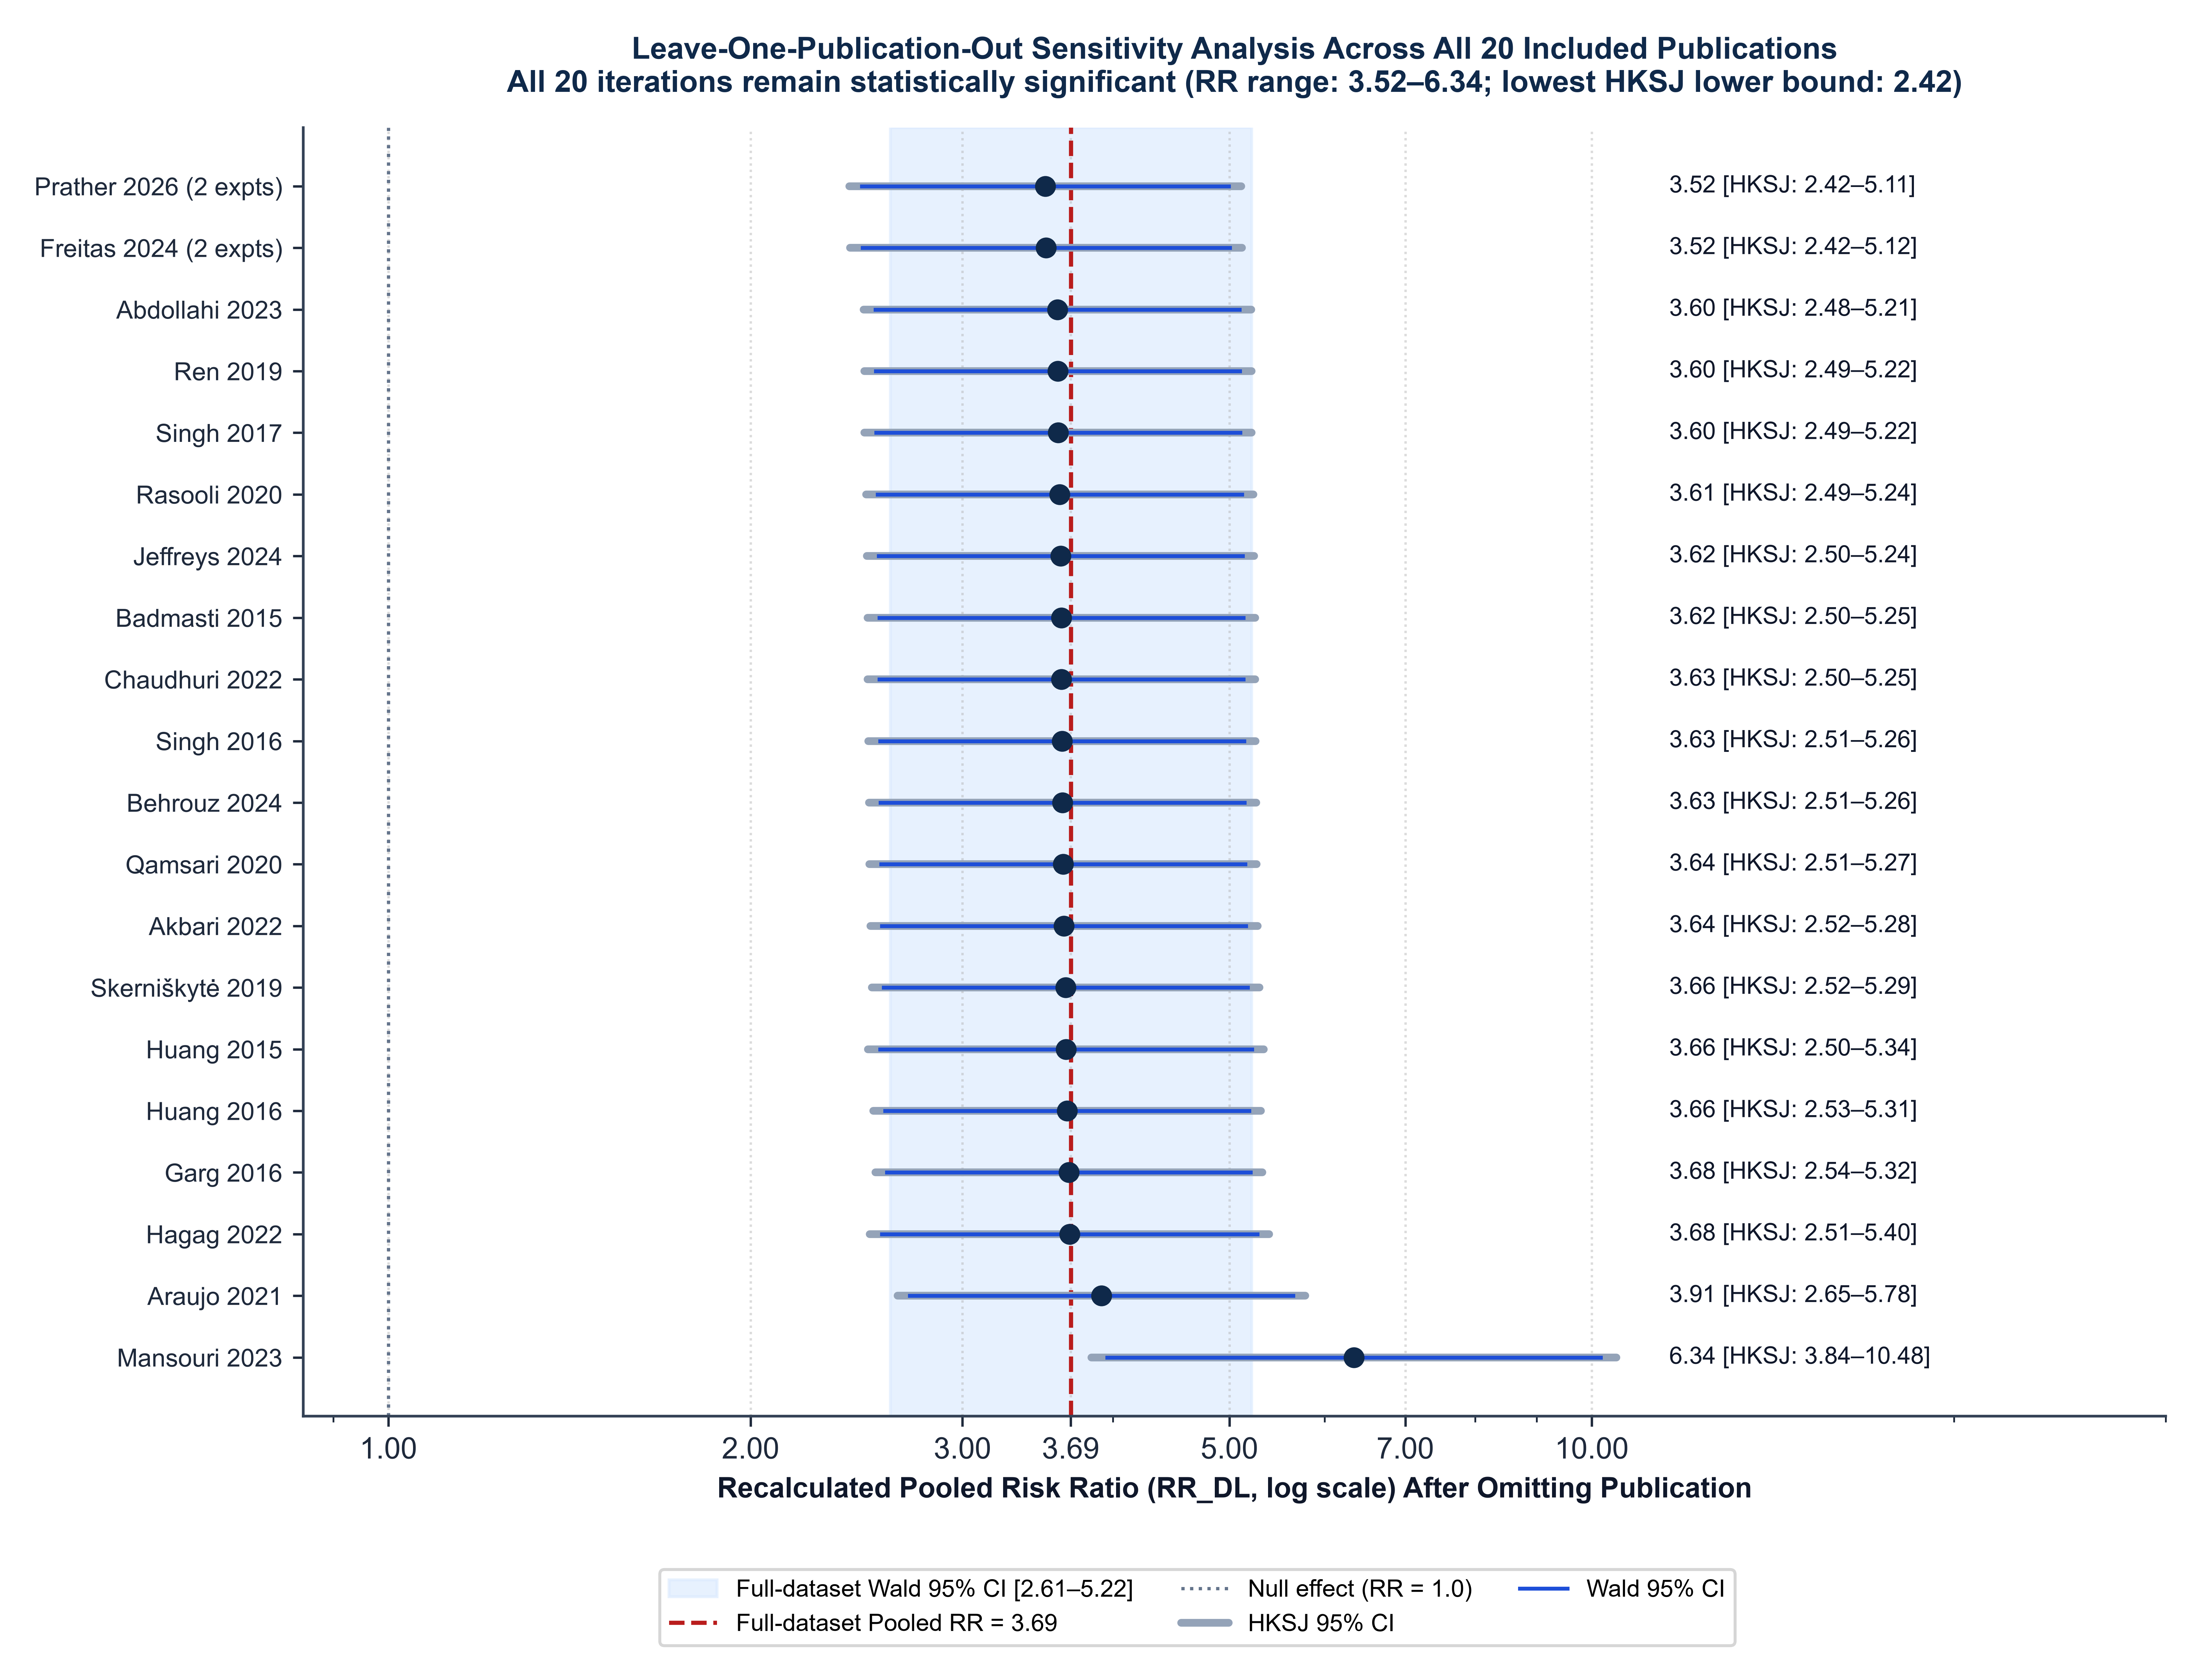 Leave-One-Publication-Out Sensitivity Analysis Across All 20 Included Publications
All 20 iterations remain statistically significant (RR range: 3.52–6.34; lowest HKSJ lower bound: 2.42)
Prather 2026 (2 expts) 3.52 [HKSJ: 2.42–5.11]
Freitas 2024 (2 expts) 3.52 [HKSJ: 2.42–5.12]
Abdollahi 2023 3.60 [HKSJ: 2.48–5.21]
Ren 2019 3.60 [HKSJ: 2.49–5.22]
Singh 2017 3.60 [HKSJ: 2.49–5.22]
Rasooli 2020 3.61 [HKSJ: 2.49–5.24]
Jeffreys 2024 3.62 [HKSJ: 2.50–5.24]
Badmasti 2015 3.62 [HKSJ: 2.50–5.25]
Chaudhuri 2022 3.63 [HKSJ: 2.50–5.25]
Singh 2016 3.63 [HKSJ: 2.51–5.26]
Behrouz 2024 3.63 [HKSJ: 2.51–5.26]
Qamsari 2020 3.64 [HKSJ: 2.51–5.27]
Akbari 2022 3.64 [HKSJ: 2.52–5.28]
Skerniškytė 2019 3.66 [HKSJ: 2.52–5.29]
Huang 2015 3.66 [HKSJ: 2.50–5.34]
Huang 2016 3.66 [HKSJ: 2.53–5.31]
Garg 2016 3.68 [HKSJ: 2.54–5.32]
Hagag 2022 3.68 [HKSJ: 2.51–5.40]
Araujo 2021 3.91 [HKSJ: 2.65–5.78]
Mansouri 2023 6.34 [HKSJ: 3.84–10.48]
1.00 2.00 3.00 3.69 5.00 7.00 10.00
Recalculated Pooled Risk Ratio (RR_DL, log scale) After Omitting Publication
Full-dataset Wald 95% CI [2.61–5.22] Null effect (RR = 1.0) Wald 95% CI
Full-dataset Pooled RR = 3.69 HKSJ 95% CI